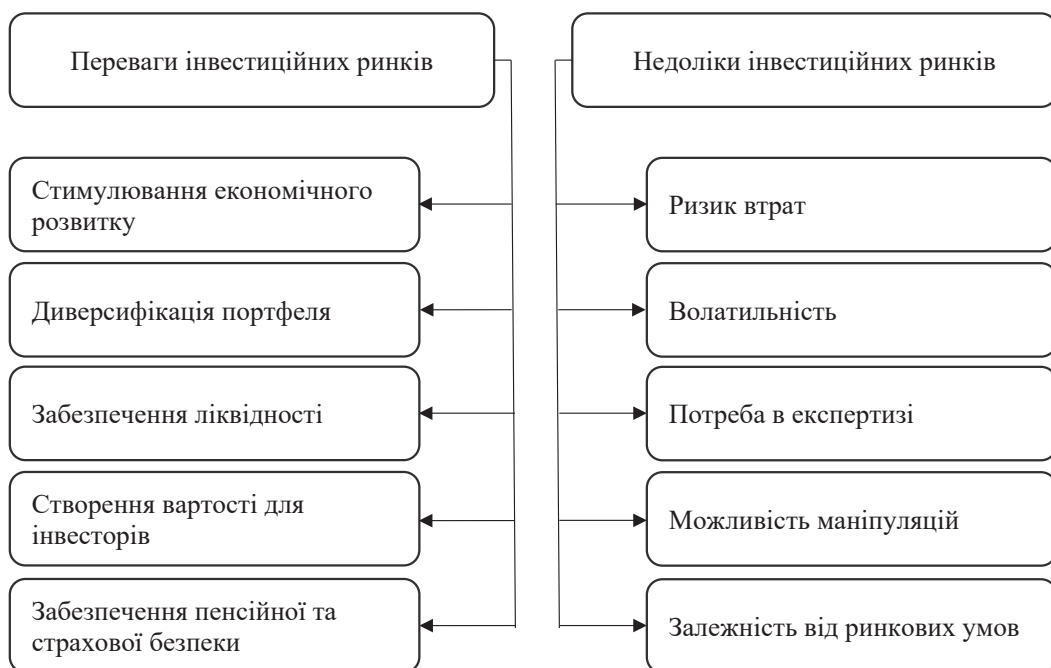 Переваги інвестиційних ринків
Недоліки інвестиційних ринків
Стимулювання економічного
розвитку
Ризик втрат
Диверсифікація портфеля
Волатильність
Забезпечення ліквідності
Потреба в експертизі
Створення вартості для
інвесторів
Можливість маніпуляцій
Забезпечення пенсійної та
страхової безпеки
Залежність від ринкових умов